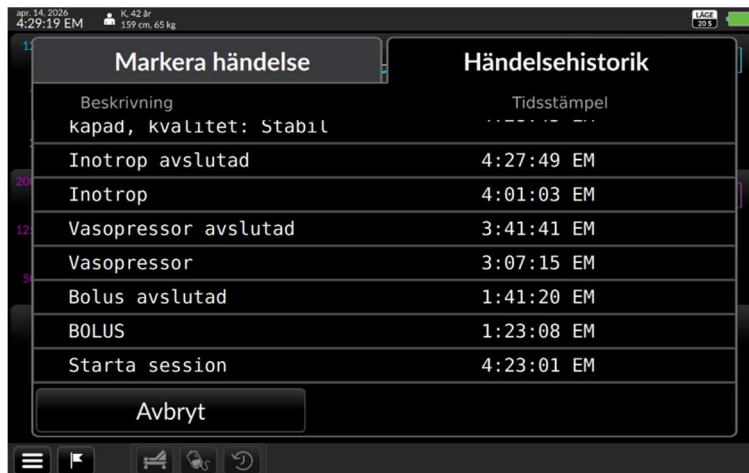 apr. 14, 2026
4:29:19 EM
K, 42 år
159 cm, 65 kg
LÄGE
20 S
Markera händelse
Händelsehistorik
Beskrivning Tidsstämpel
kapad, kvalitet: Stabil
Inotrop avslutad 4:27:49 EM
Inotrop 4:01:03 EM
Vasopressor avslutad 3:41:41 EM
Vasopressor 3:07:15 EM
Bolus avslutad 1:41:20 EM
BOLUS 1:23:08 EM
Starta session 4:23:01 EM
Avbryt